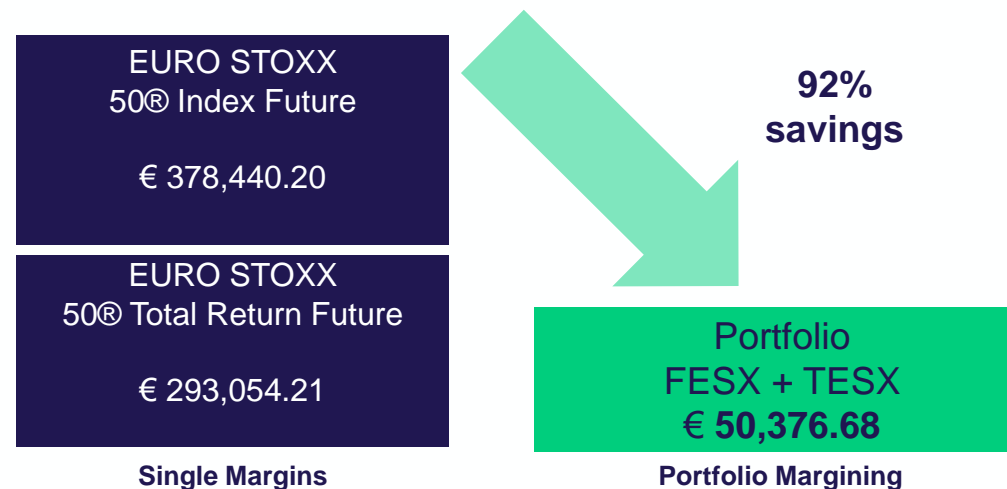 EURO STOXX
50® Index Future
€ 378,440.20
92%
savings
EURO STOXX
50® Total Return Future
€ 293,054.21
Portfolio
FESX + TESX
€ 50,376.68
Single Margins
Portfolio Margining